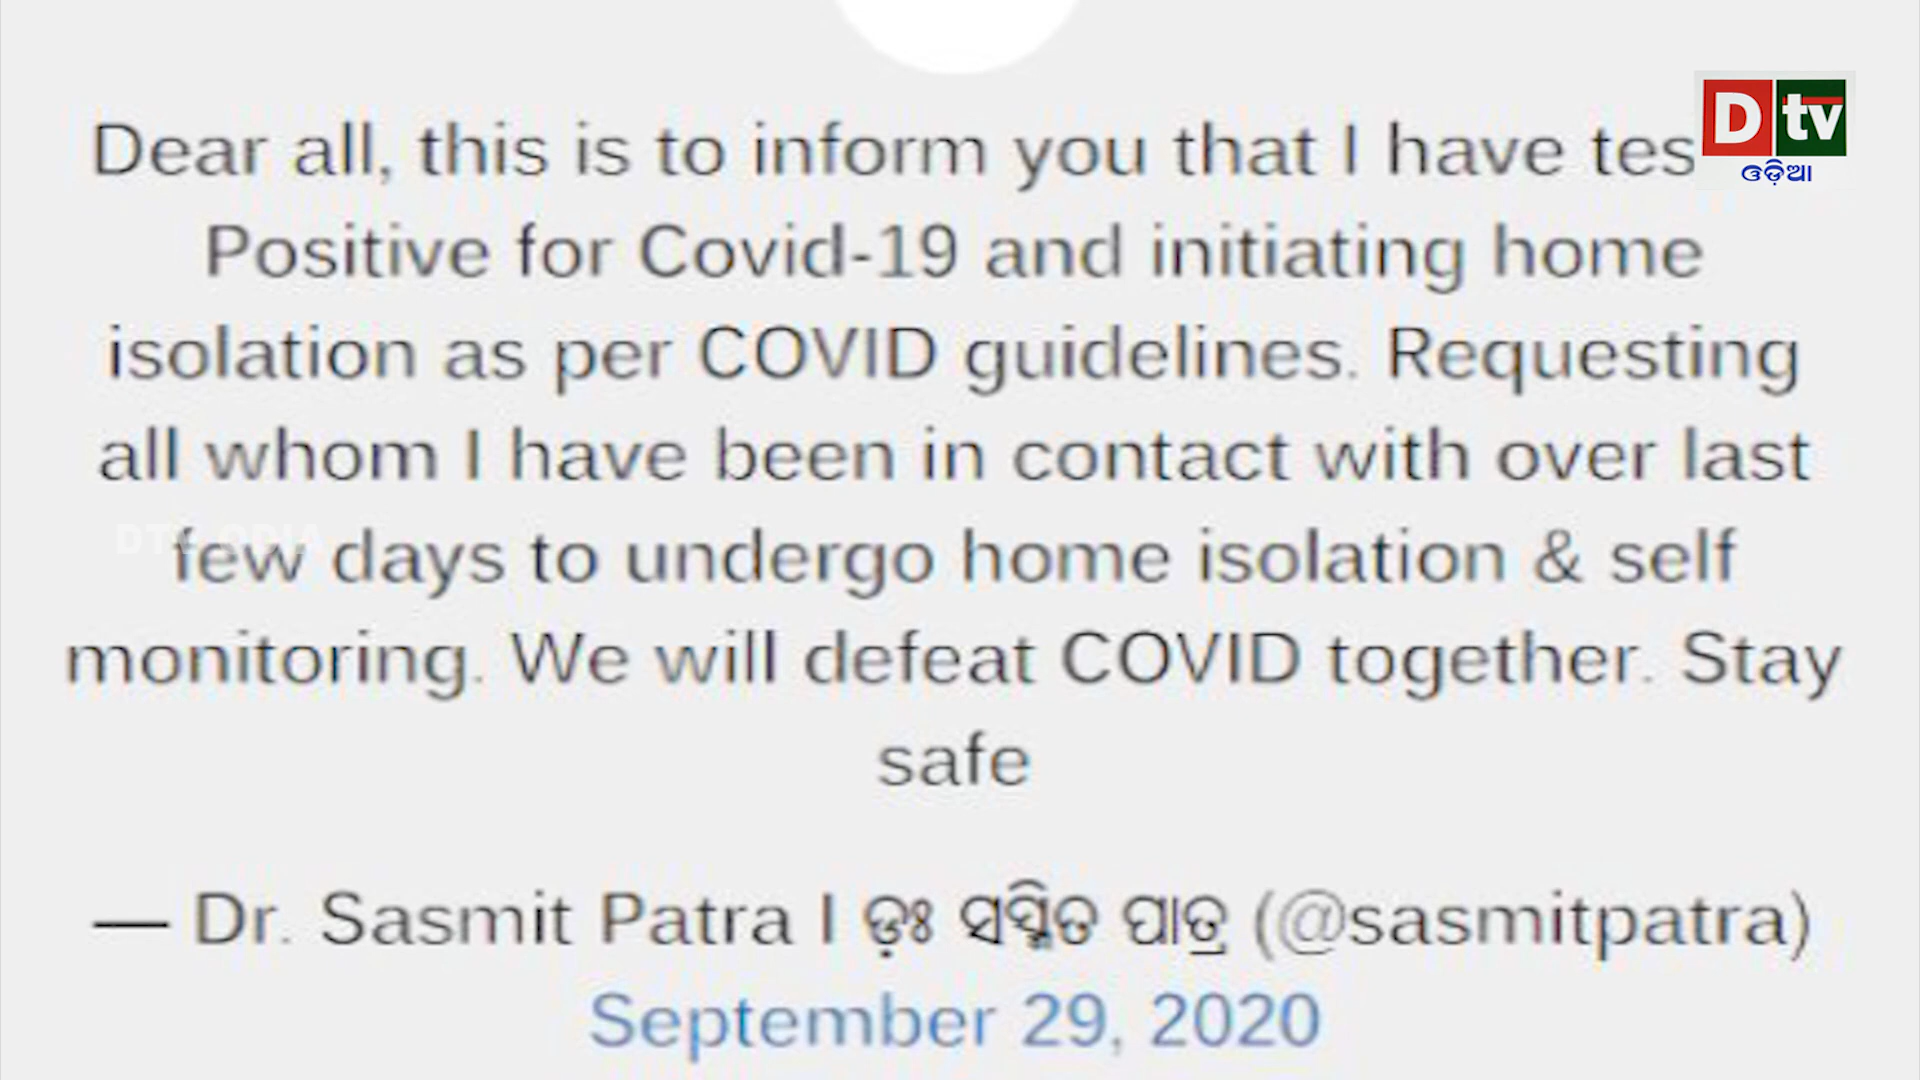 Dear all, this is to inform you that I have tes
Positive for Covid-19 and initiating home
isolation as per COVID guidelines. Requesting
all whom I have been in contact with over last
few days to undergo home isolation & self
monitoring. We will defeat COVID together. Stay
safe
— Dr. Sasmit Patra I ଡ଼ଃ ସସ୍ମିତ ପାତ୍ର (@sasmitpatra)
September 29, 2020
D tv
ଓଡ଼ିଆ